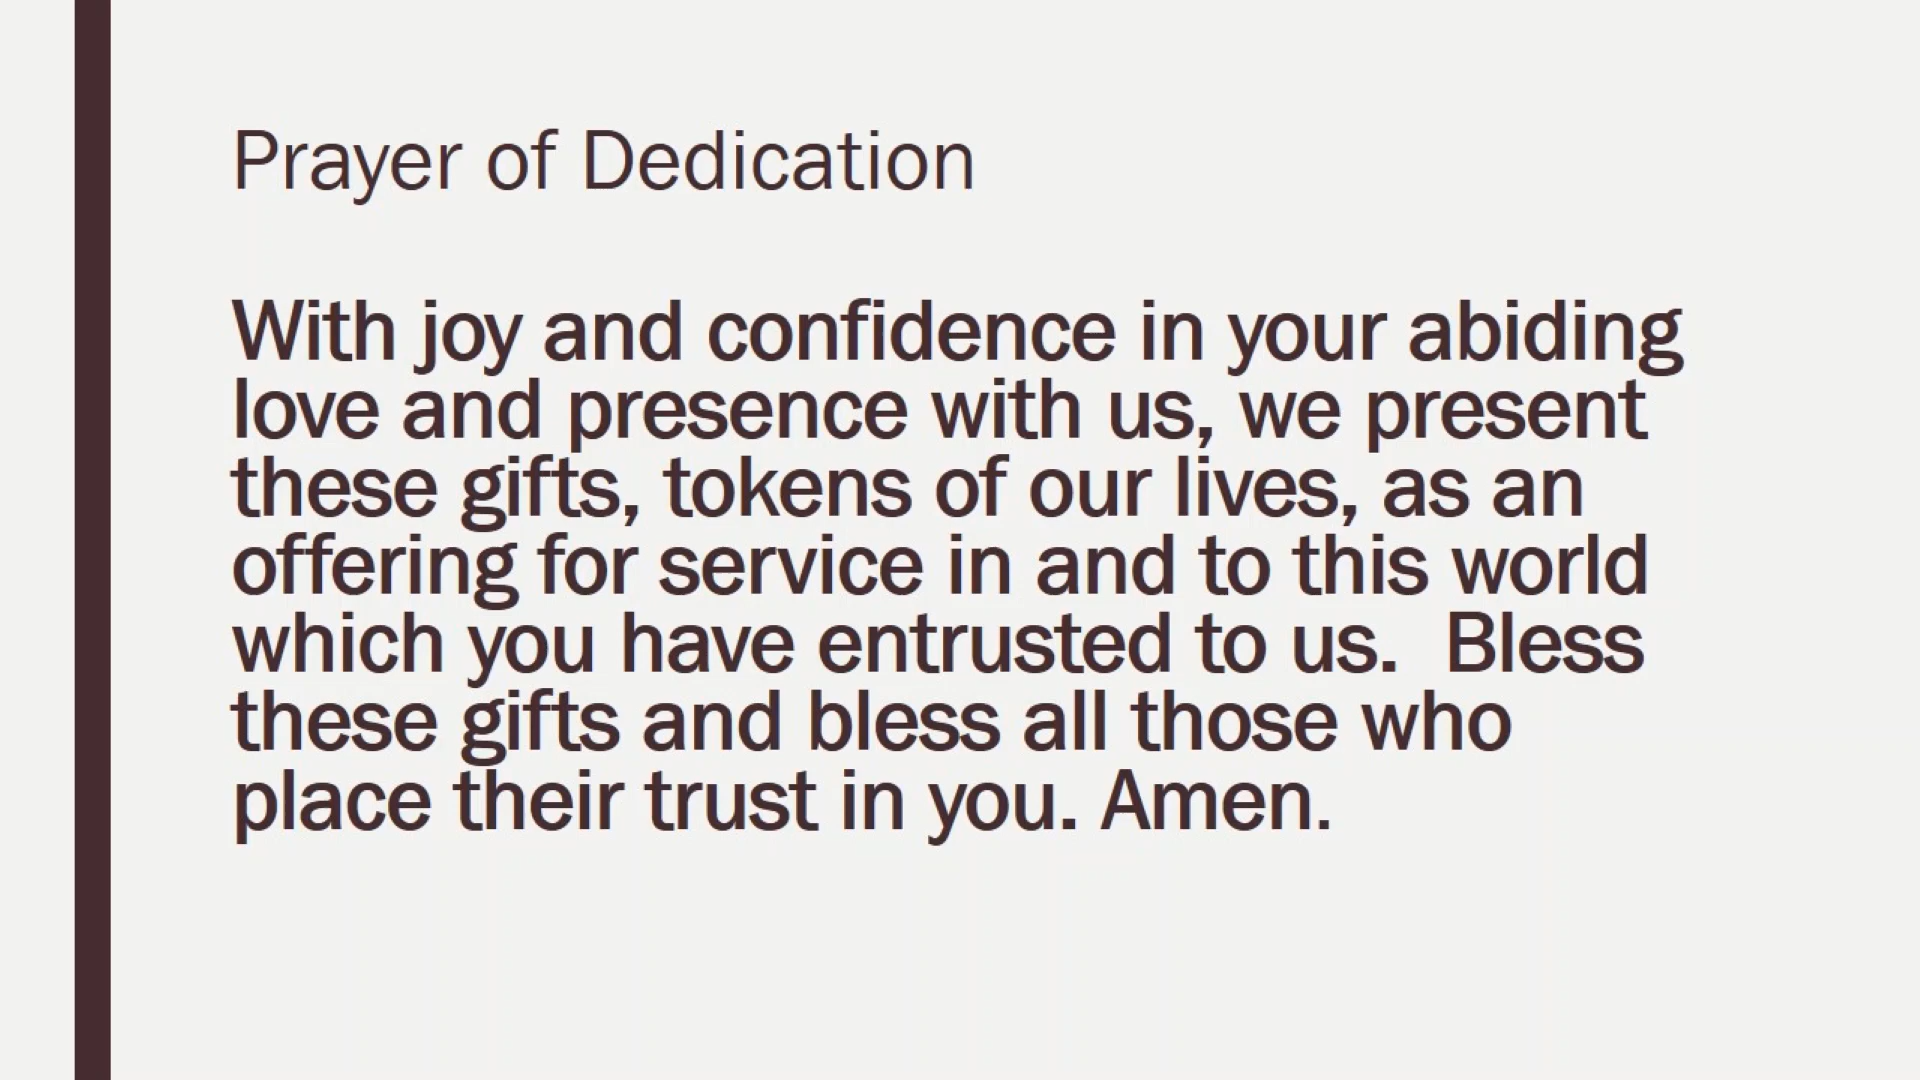 Prayer of Dedication
With joy and confidence in your abiding
love and presence with us, we present
these gifts, tokens of our lives, as an
offering for service in and to this world
which you have entrusted to us.  Bless
these gifts and bless all those who
place their trust in you. Amen.